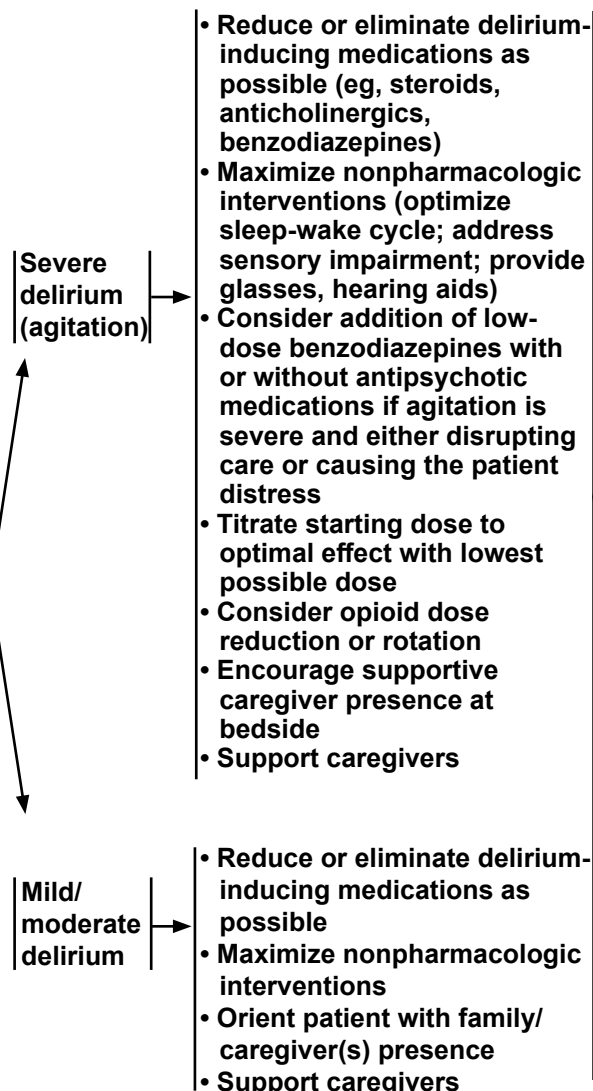 Severe
delirium
(agitation)
• Reduce or eliminate delirium-
inducing medications as
possible (eg, steroids,
anticholinergics,
benzodiazepines)
• Maximize nonpharmacologic
interventions (optimize
sleep-wake cycle; address
sensory impairment; provide
glasses, hearing aids)
• Consider addition of low-
dose benzodiazepines with
or without antipsychotic
medications if agitation is
severe and either disrupting
care or causing the patient
distress
• Titrate starting dose to
optimal effect with lowest
possible dose
• Consider opioid dose
reduction or rotation
• Encourage supportive
caregiver presence at
bedside
• Support caregivers
Mild/
moderate
delirium
• Reduce or eliminate delirium-
inducing medications as
possible
• Maximize nonpharmacologic
interventions
• Orient patient with family/
caregiver(s) presence
• Support caregivers